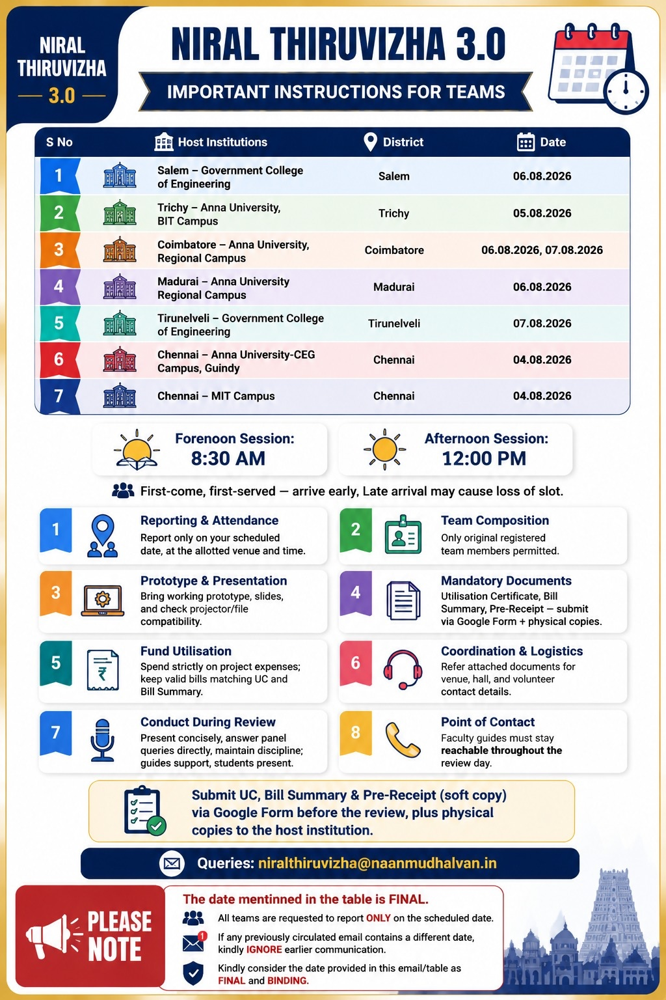 NIRAL
THIRUVIZHA
3.0
NIRAL THIRUVIZHA 3.0
IMPORTANT INSTRUCTIONS FOR TEAMS
S No Host Institutions District Date
1 Salem – Government College
of Engineering Salem 06.08.2026
2 Trichy – Anna University,
BIT Campus Trichy 05.08.2026
3 Coimbatore – Anna University,
Regional Campus Coimbatore 06.08.2026, 07.08.2026
4 Madurai – Anna University
Regional Campus Madurai 06.08.2026
5 Tirunelveli – Government College
of Engineering Tirunelveli 07.08.2026
6 Chennai – Anna University-CEG
Campus, Guindy Chennai 04.08.2026
7 Chennai – MIT Campus Chennai 04.08.2026
Forenoon Session:
8:30 AM
Afternoon Session:
12:00 PM
First-come, first-served — arrive early, Late arrival may cause loss of slot.
1
Reporting & Attendance
Report only on your scheduled
date, at the allotted venue and time.
2
Team Composition
Only original registered
team members permitted.
3
Prototype & Presentation
Bring working prototype, slides,
and check projector/file
compatibility.
4
Mandatory Documents
Utilisation Certificate, Bill
Summary, Pre-Receipt — submit
via Google Form + physical copies.
5
Fund Utilisation
Spend strictly on project expenses;
keep valid bills matching UC and
Bill Summary.
₹
6
Coordination & Logistics
Refer attached documents for
venue, hall, and volunteer
contact details.
7
Conduct During Review
Present concisely, answer panel
queries directly, maintain discipline;
guides support, students present.
8
Point of Contact
Faculty guides must stay
reachable throughout the
review day.
Submit UC, Bill Summary & Pre-Receipt (soft copy)
via Google Form before the review, plus physical
copies to the host institution.
Queries: niralthiruvizha@naanmudhalvan.in
PLEASE
NOTE
The date mentinned in the table is FINAL.
All teams are requested to report ONLY on the scheduled date.
1
If any previously circulated email contains a different date,
kindly IGNORE earlier communication.
Kindly consider the date provided in this email/table as
FINAL and BINDING.